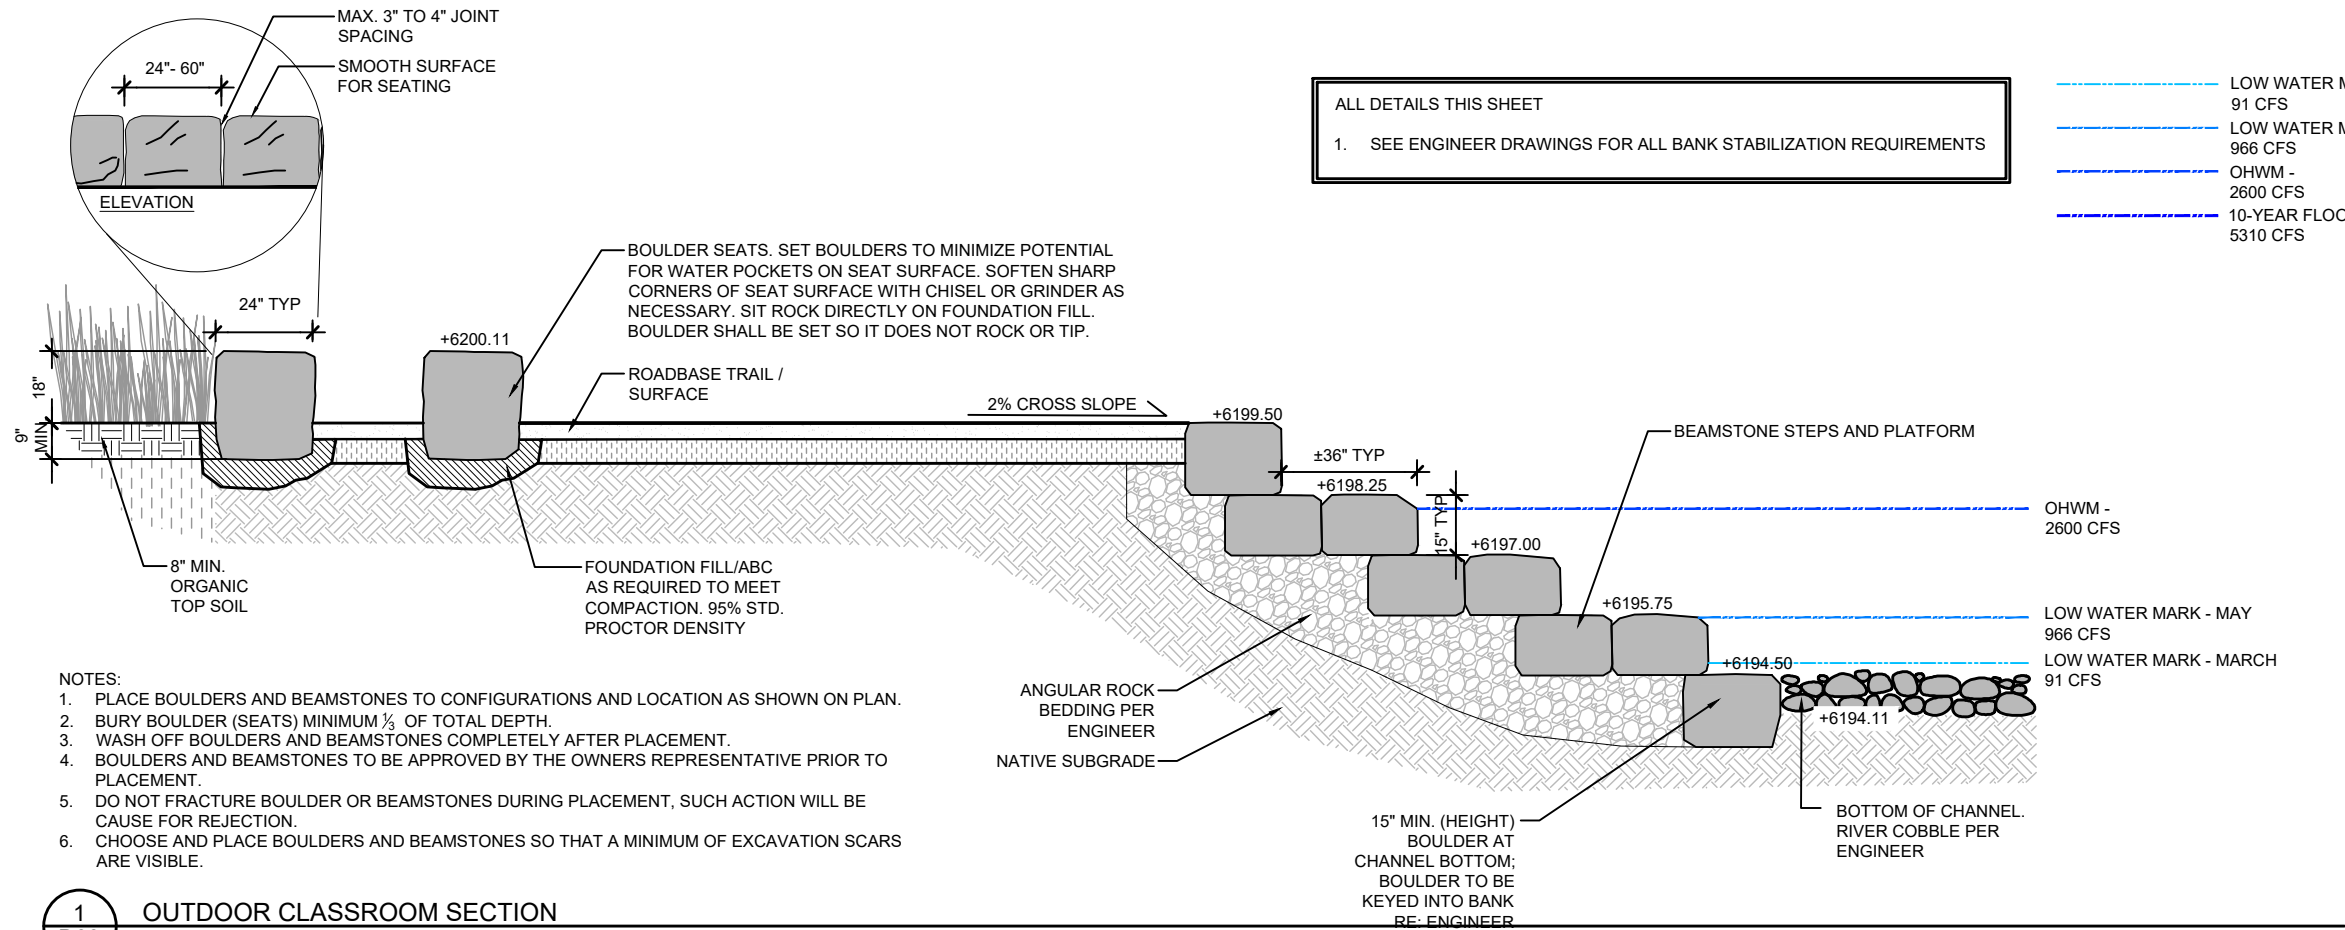 MAX. 3" TO 4" JOINT
SPACING
24"- 60"
SMOOTH SURFACE
FOR SEATING
ELEVATION
ALL DETAILS THIS SHEET
1. SEE ENGINEER DRAWINGS FOR ALL BANK STABILIZATION REQUIREMENTS
LOW WATER M
91 CFS
LOW WATER M
966 CFS
OHWM -
2600 CFS
10-YEAR FLOO
5310 CFS
BOULDER SEATS. SET BOULDERS TO MINIMIZE POTENTIAL
FOR WATER POCKETS ON SEAT SURFACE. SOFTEN SHARP
CORNERS OF SEAT SURFACE WITH CHISEL OR GRINDER AS
NECESSARY. SIT ROCK DIRECTLY ON FOUNDATION FILL.
BOULDER SHALL BE SET SO IT DOES NOT ROCK OR TIP.
24" TYP
+6200.11
18"
9"
MIN
ROADBASE TRAIL /
SURFACE
2% CROSS SLOPE
+6199.50
±36" TYP
+6198.25
15" TYP
+6197.00
+6195.75
+6194.50
+6194.11
BEAMSTONE STEPS AND PLATFORM
OHWM -
2600 CFS
LOW WATER MARK - MAY
966 CFS
LOW WATER MARK - MARCH
91 CFS
8" MIN.
ORGANIC
TOP SOIL
FOUNDATION FILL/ABC
AS REQUIRED TO MEET
COMPACTION. 95% STD.
PROCTOR DENSITY
ANGULAR ROCK
BEDDING PER
ENGINEER
NATIVE SUBGRADE
15" MIN. (HEIGHT)
BOULDER AT
CHANNEL BOTTOM;
BOULDER TO BE
KEYED INTO BANK
RE: ENGINEER
BOTTOM OF CHANNEL.
RIVER COBBLE PER
ENGINEER
NOTES:
1. PLACE BOULDERS AND BEAMSTONES TO CONFIGURATIONS AND LOCATION AS SHOWN ON PLAN.
2. BURY BOULDER (SEATS) MINIMUM ⅓ OF TOTAL DEPTH.
3. WASH OFF BOULDERS AND BEAMSTONES COMPLETELY AFTER PLACEMENT.
4. BOULDERS AND BEAMSTONES TO BE APPROVED BY THE OWNERS REPRESENTATIVE PRIOR TO
PLACEMENT.
5. DO NOT FRACTURE BOULDER OR BEAMSTONES DURING PLACEMENT, SUCH ACTION WILL BE
CAUSE FOR REJECTION.
6. CHOOSE AND PLACE BOULDERS AND BEAMSTONES SO THAT A MINIMUM OF EXCAVATION SCARS
ARE VISIBLE.
1
OUTDOOR CLASSROOM SECTION